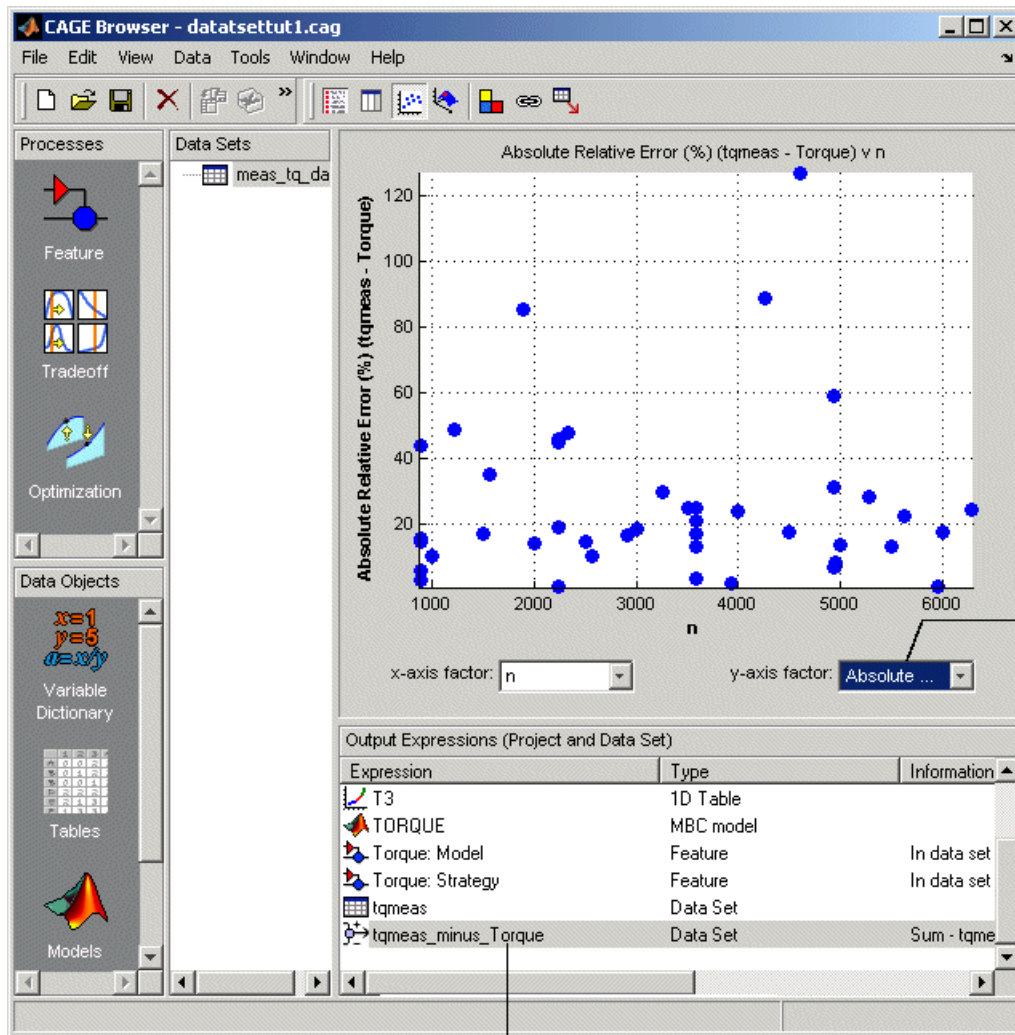 CAGE Browser - datatsettut1.cag
File Edit View Data Tools Window Help
Processes
Feature
Tradeoff
Optimization
Data Objects
x=1
y=5
a=x/y
Variable
Dictionary
Tables
Models
Data Sets
meas_tq_da
Absolute Relative Error (%) (tqmeas - Torque) v n
Absolute Relative Error (%) (tqmeas - Torque)
120
100
80
60
40
20
1000 2000 3000 4000 5000 6000
n
x-axis factor: n
y-axis factor: Absolute ...
Output Expressions (Project and Data Set)
Expression Type Information
T3 1D Table
TORQUE MBC model
Torque: Model Feature In data set
Torque: Strategy Feature In data set
tqmeas Data Set
tqmeas_minus_Torque Data Set Sum - tqme